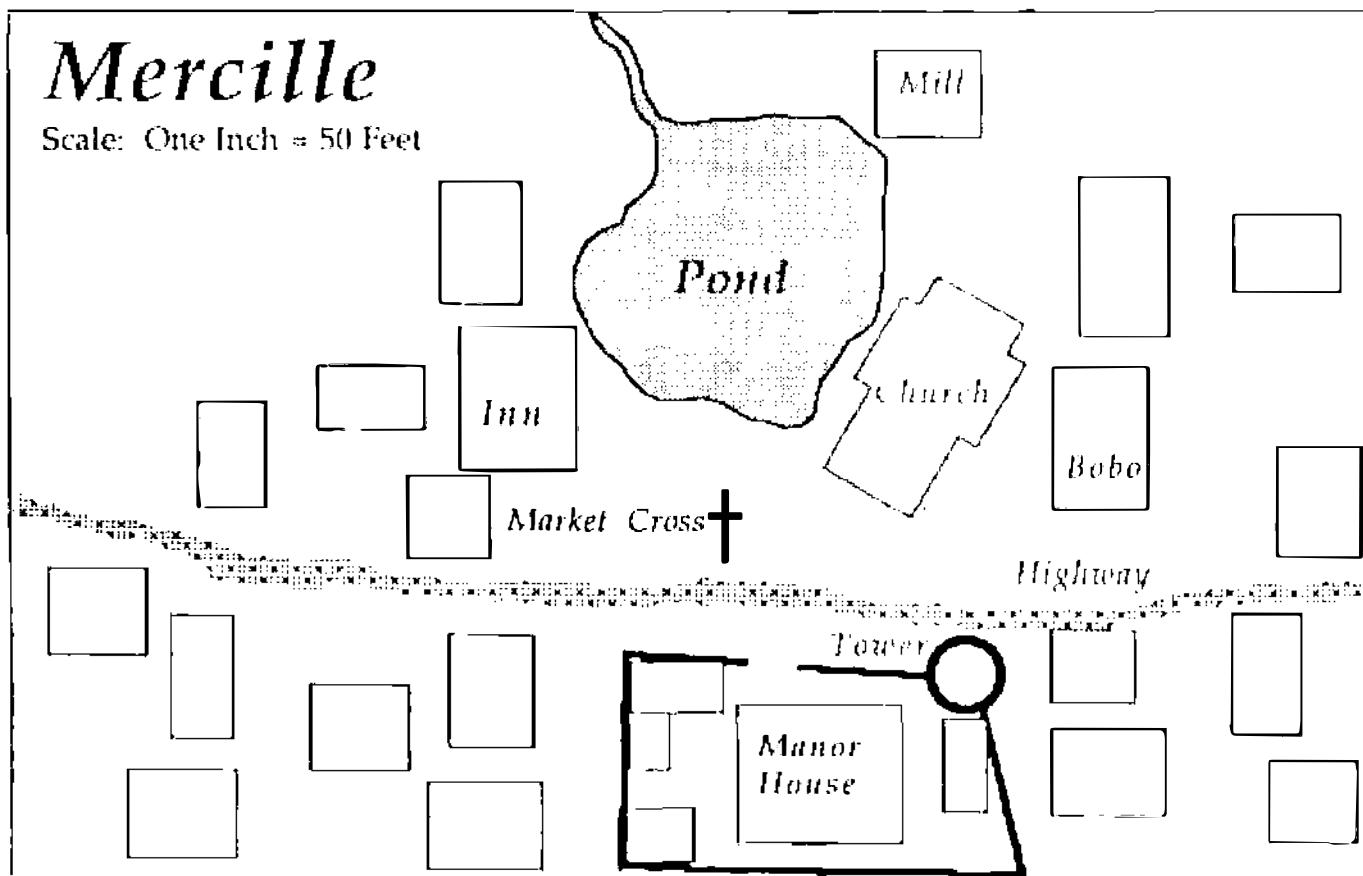 Mercille
Scale: One Inch = 50 Feet
Mill
Pond
Church
Inn
Bobo
Market Cross
Highway
Tower
Manor
House